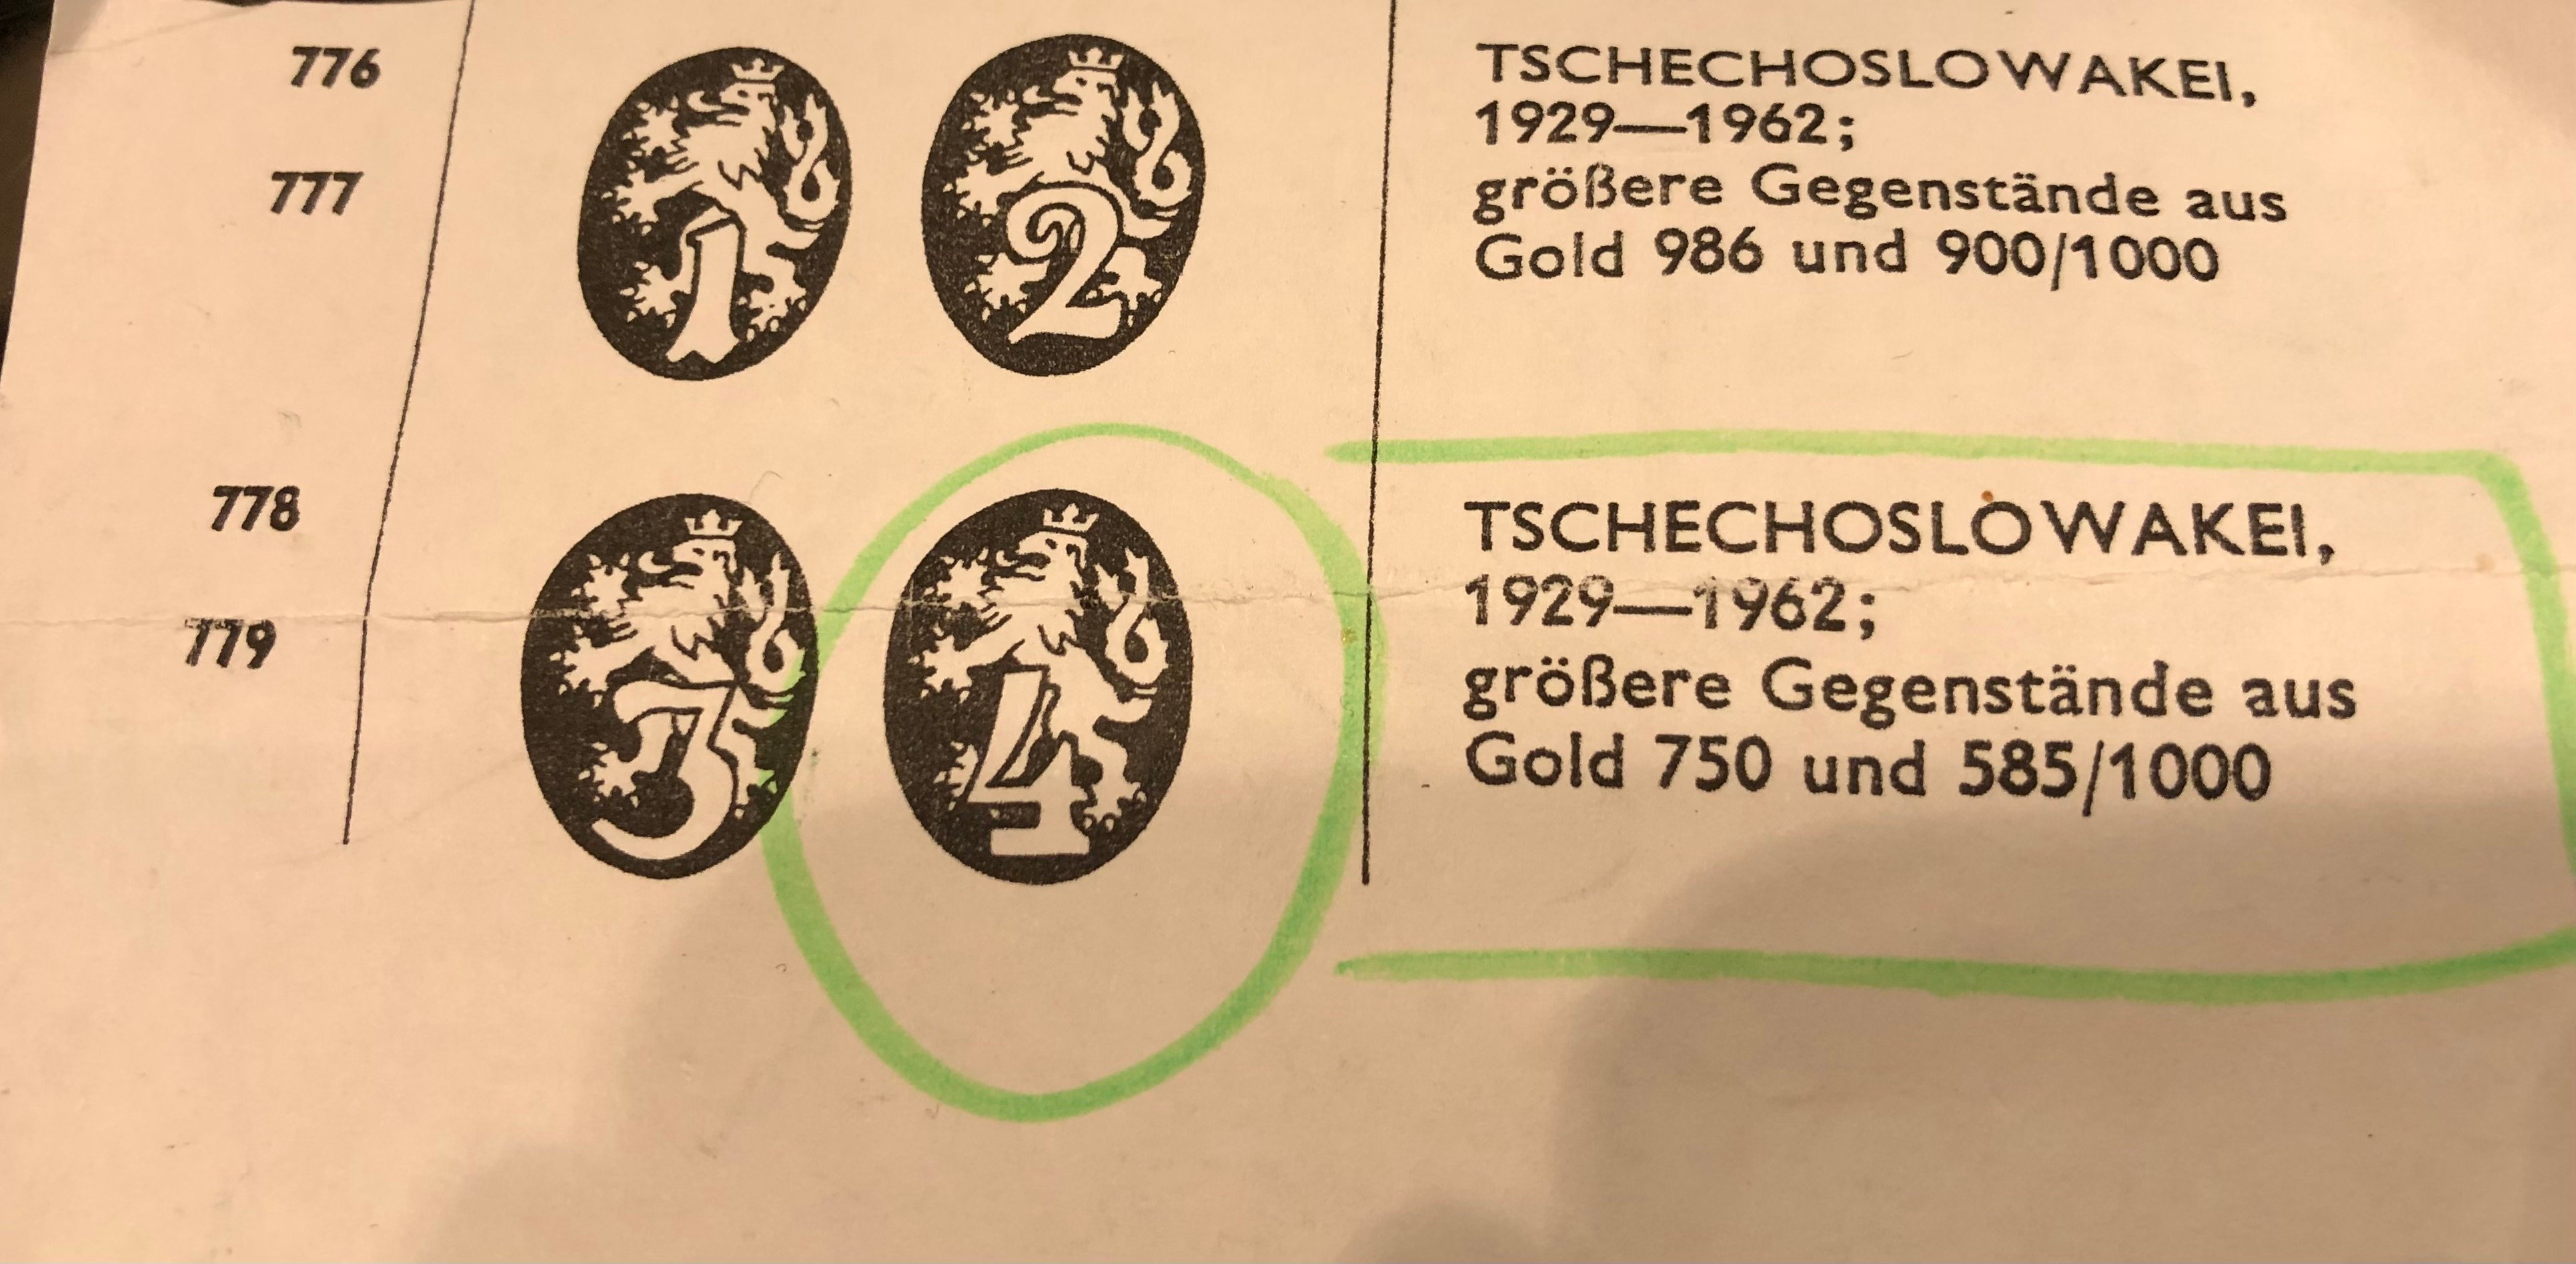 776
777
1
2
TSCHECHOSLOWAKEI,
1929—1962;
größere Gegenstände aus
Gold 986 und 900/1000
778
779
3
4
TSCHECHOSLOWAKEI,
1929—1962;
größere Gegenstände aus
Gold 750 und 585/1000